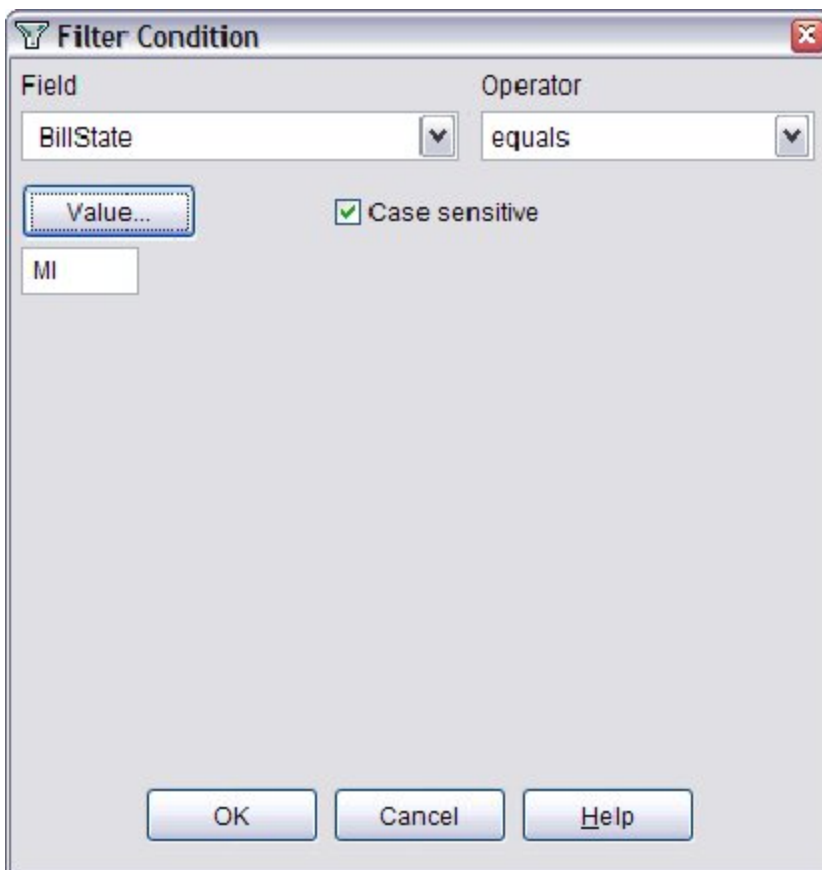 Filter Condition
Field Operator
BillState equals
Value... Case sensitive
MI
OK Cancel Help